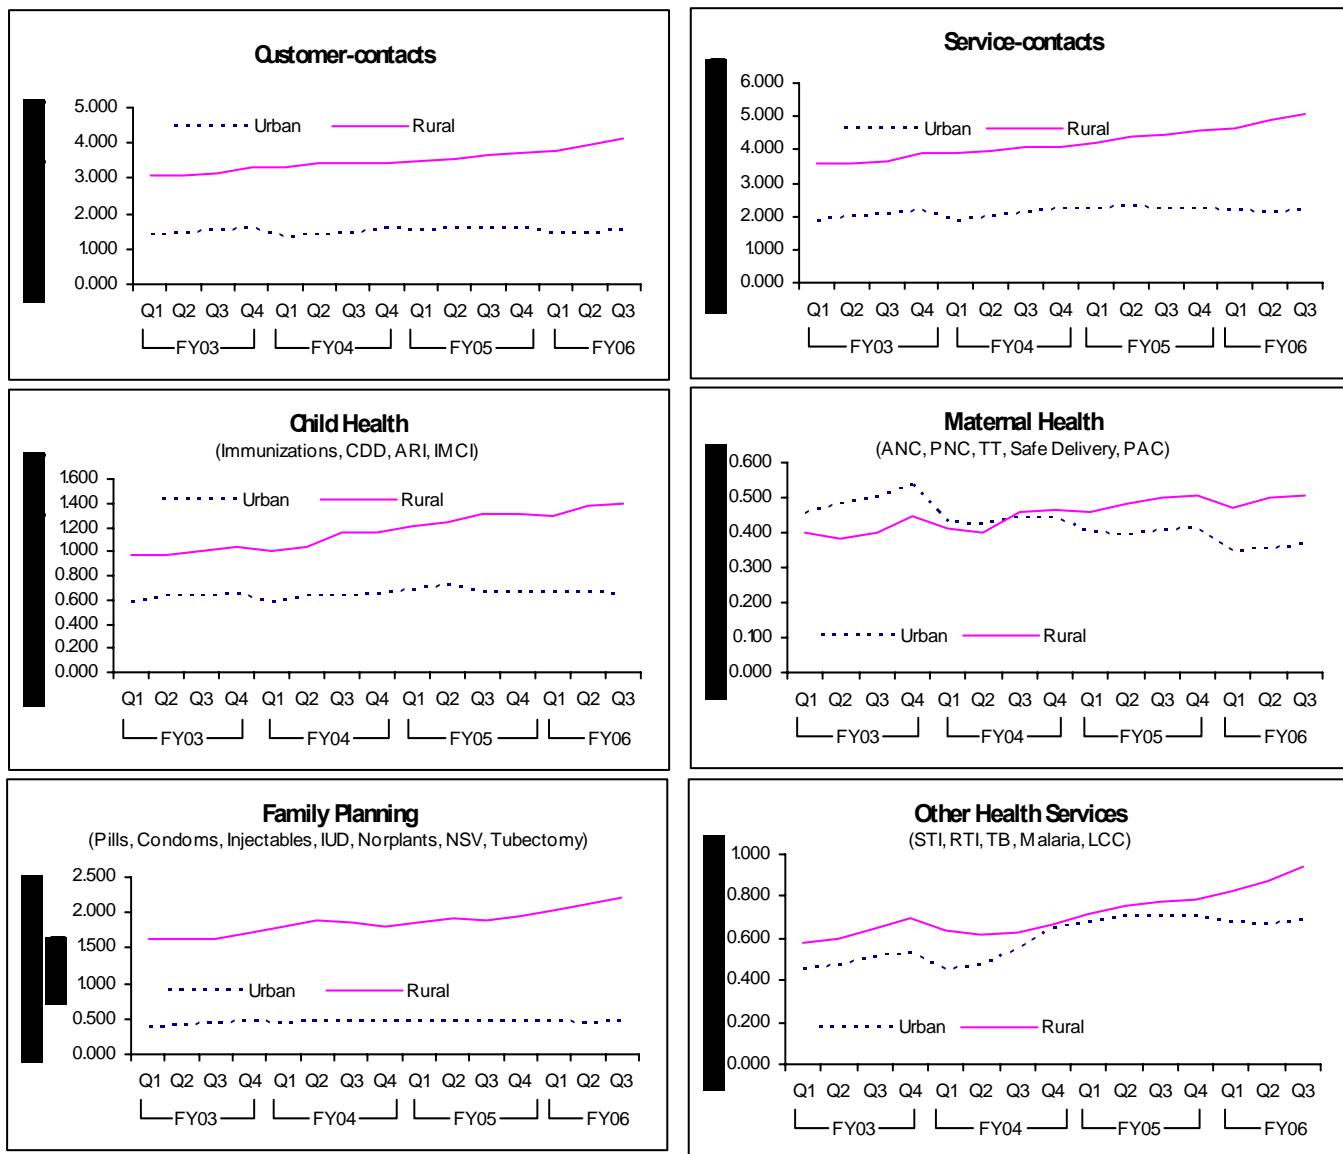 Customer-contacts
5.000
4.000
3.000
2.000
1.000
0.000
Urban Rural
Q1 Q2 Q3 Q4 Q1 Q2 Q3 Q4 Q1 Q2 Q3 Q4 Q1 Q2 Q3
FY03 FY04 FY05 FY06
Service-contacts
6.000
5.000
4.000
3.000
2.000
1.000
0.000
Urban Rural
Q1 Q2 Q3 Q4 Q1 Q2 Q3 Q4 Q1 Q2 Q3 Q4 Q1 Q2 Q3
FY03 FY04 FY05 FY06
Child Health
(Immunizations, CDD, ARI, IMCI)
1.600
1.400
1.200
1.000
0.800
0.600
0.400
0.200
0.000
Urban Rural
Q1 Q2 Q3 Q4 Q1 Q2 Q3 Q4 Q1 Q2 Q3 Q4 Q1 Q2 Q3
FY03 FY04 FY05 FY06
Maternal Health
(ANC, PNC, TT, Safe Delivery, PAC)
0.600
0.500
0.400
0.300
0.200
0.100
0.000
Urban Rural
Q1 Q2 Q3 Q4 Q1 Q2 Q3 Q4 Q1 Q2 Q3 Q4 Q1 Q2 Q3
FY03 FY04 FY05 FY06
Family Planning
(Pills, Condoms, Injectables, IUD, Norplants, NSV, Tubectomy)
2.500
2.000
1.500
1.000
0.500
0.000
Urban Rural
Q1 Q2 Q3 Q4 Q1 Q2 Q3 Q4 Q1 Q2 Q3 Q4 Q1 Q2 Q3
FY03 FY04 FY05 FY06
Other Health Services
(STI, RTI, TB, Malaria, LCC)
1.000
0.800
0.600
0.400
0.200
0.000
Urban Rural
Q1 Q2 Q3 Q4 Q1 Q2 Q3 Q4 Q1 Q2 Q3 Q4 Q1 Q2 Q3
FY03 FY04 FY05 FY06